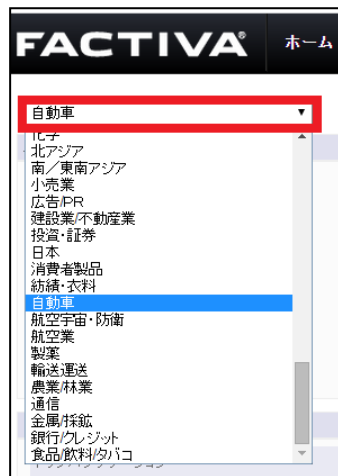 FACTIVA®
ホーム
自動車
化学
北アジア
南／東南アジア
小売業
広告/PR
建設業/不動産業
投資・証券
日本
消費者製品
紡績・衣料
自動車
航空宇宙・防衛
航空業
製薬
輸送運送
農業/林業
通信
金属/採鉱
銀行/クレジット
食品/飲料/タバコ